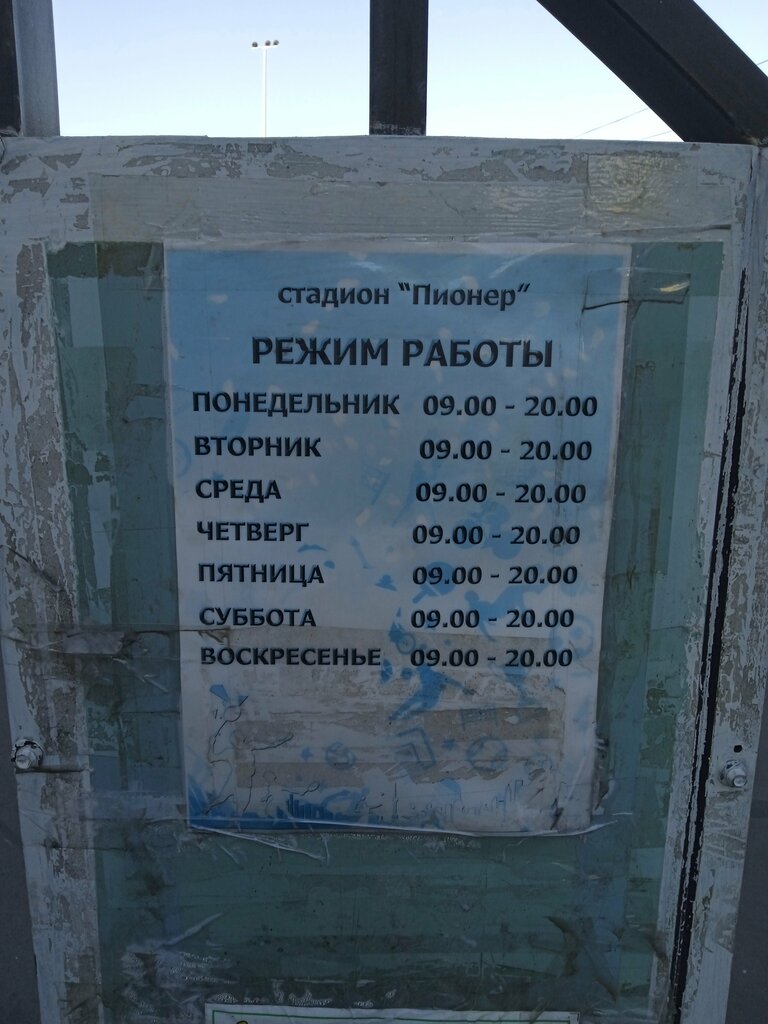 стадион "Пионер"
РЕЖИМ РАБОТЫ
ПОНЕДЕЛЬНИК 09.00 - 20.00
ВТОРНИК 09.00 - 20.00
СРЕДА 09.00 - 20.00
ЧЕТВЕРГ 09.00 - 20.00
ПЯТНИЦА 09.00 - 20.00
СУББОТА 09.00 - 20.00
ВОСКРЕСЕНЬЕ 09.00 - 20.00